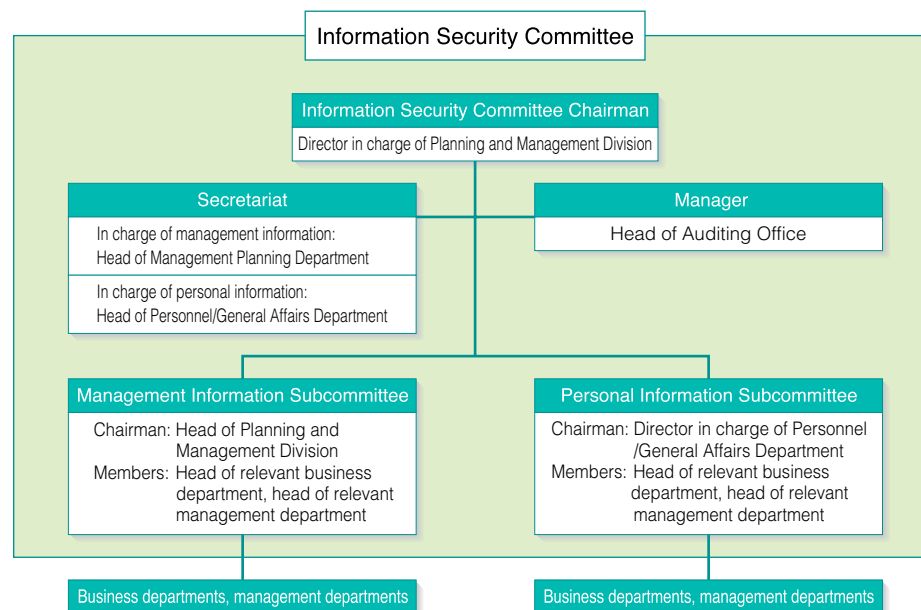 Information Security Committee
Information Security Committee Chairman
Director in charge of Planning and Management Division
Secretariat
In charge of management information:
Head of Management Planning Department
In charge of personal information:
Head of Personnel/General Affairs Department
Manager
Head of Auditing Office
Management Information Subcommittee
Chairman: Head of Planning and
Management Division
Members: Head of relevant business
department, head of relevant
management department
Personal Information Subcommittee
Chairman: Director in charge of Personnel
/General Affairs Department
Members: Head of relevant business
department, head of relevant
management department
Business departments, management departments
Business departments, management departments